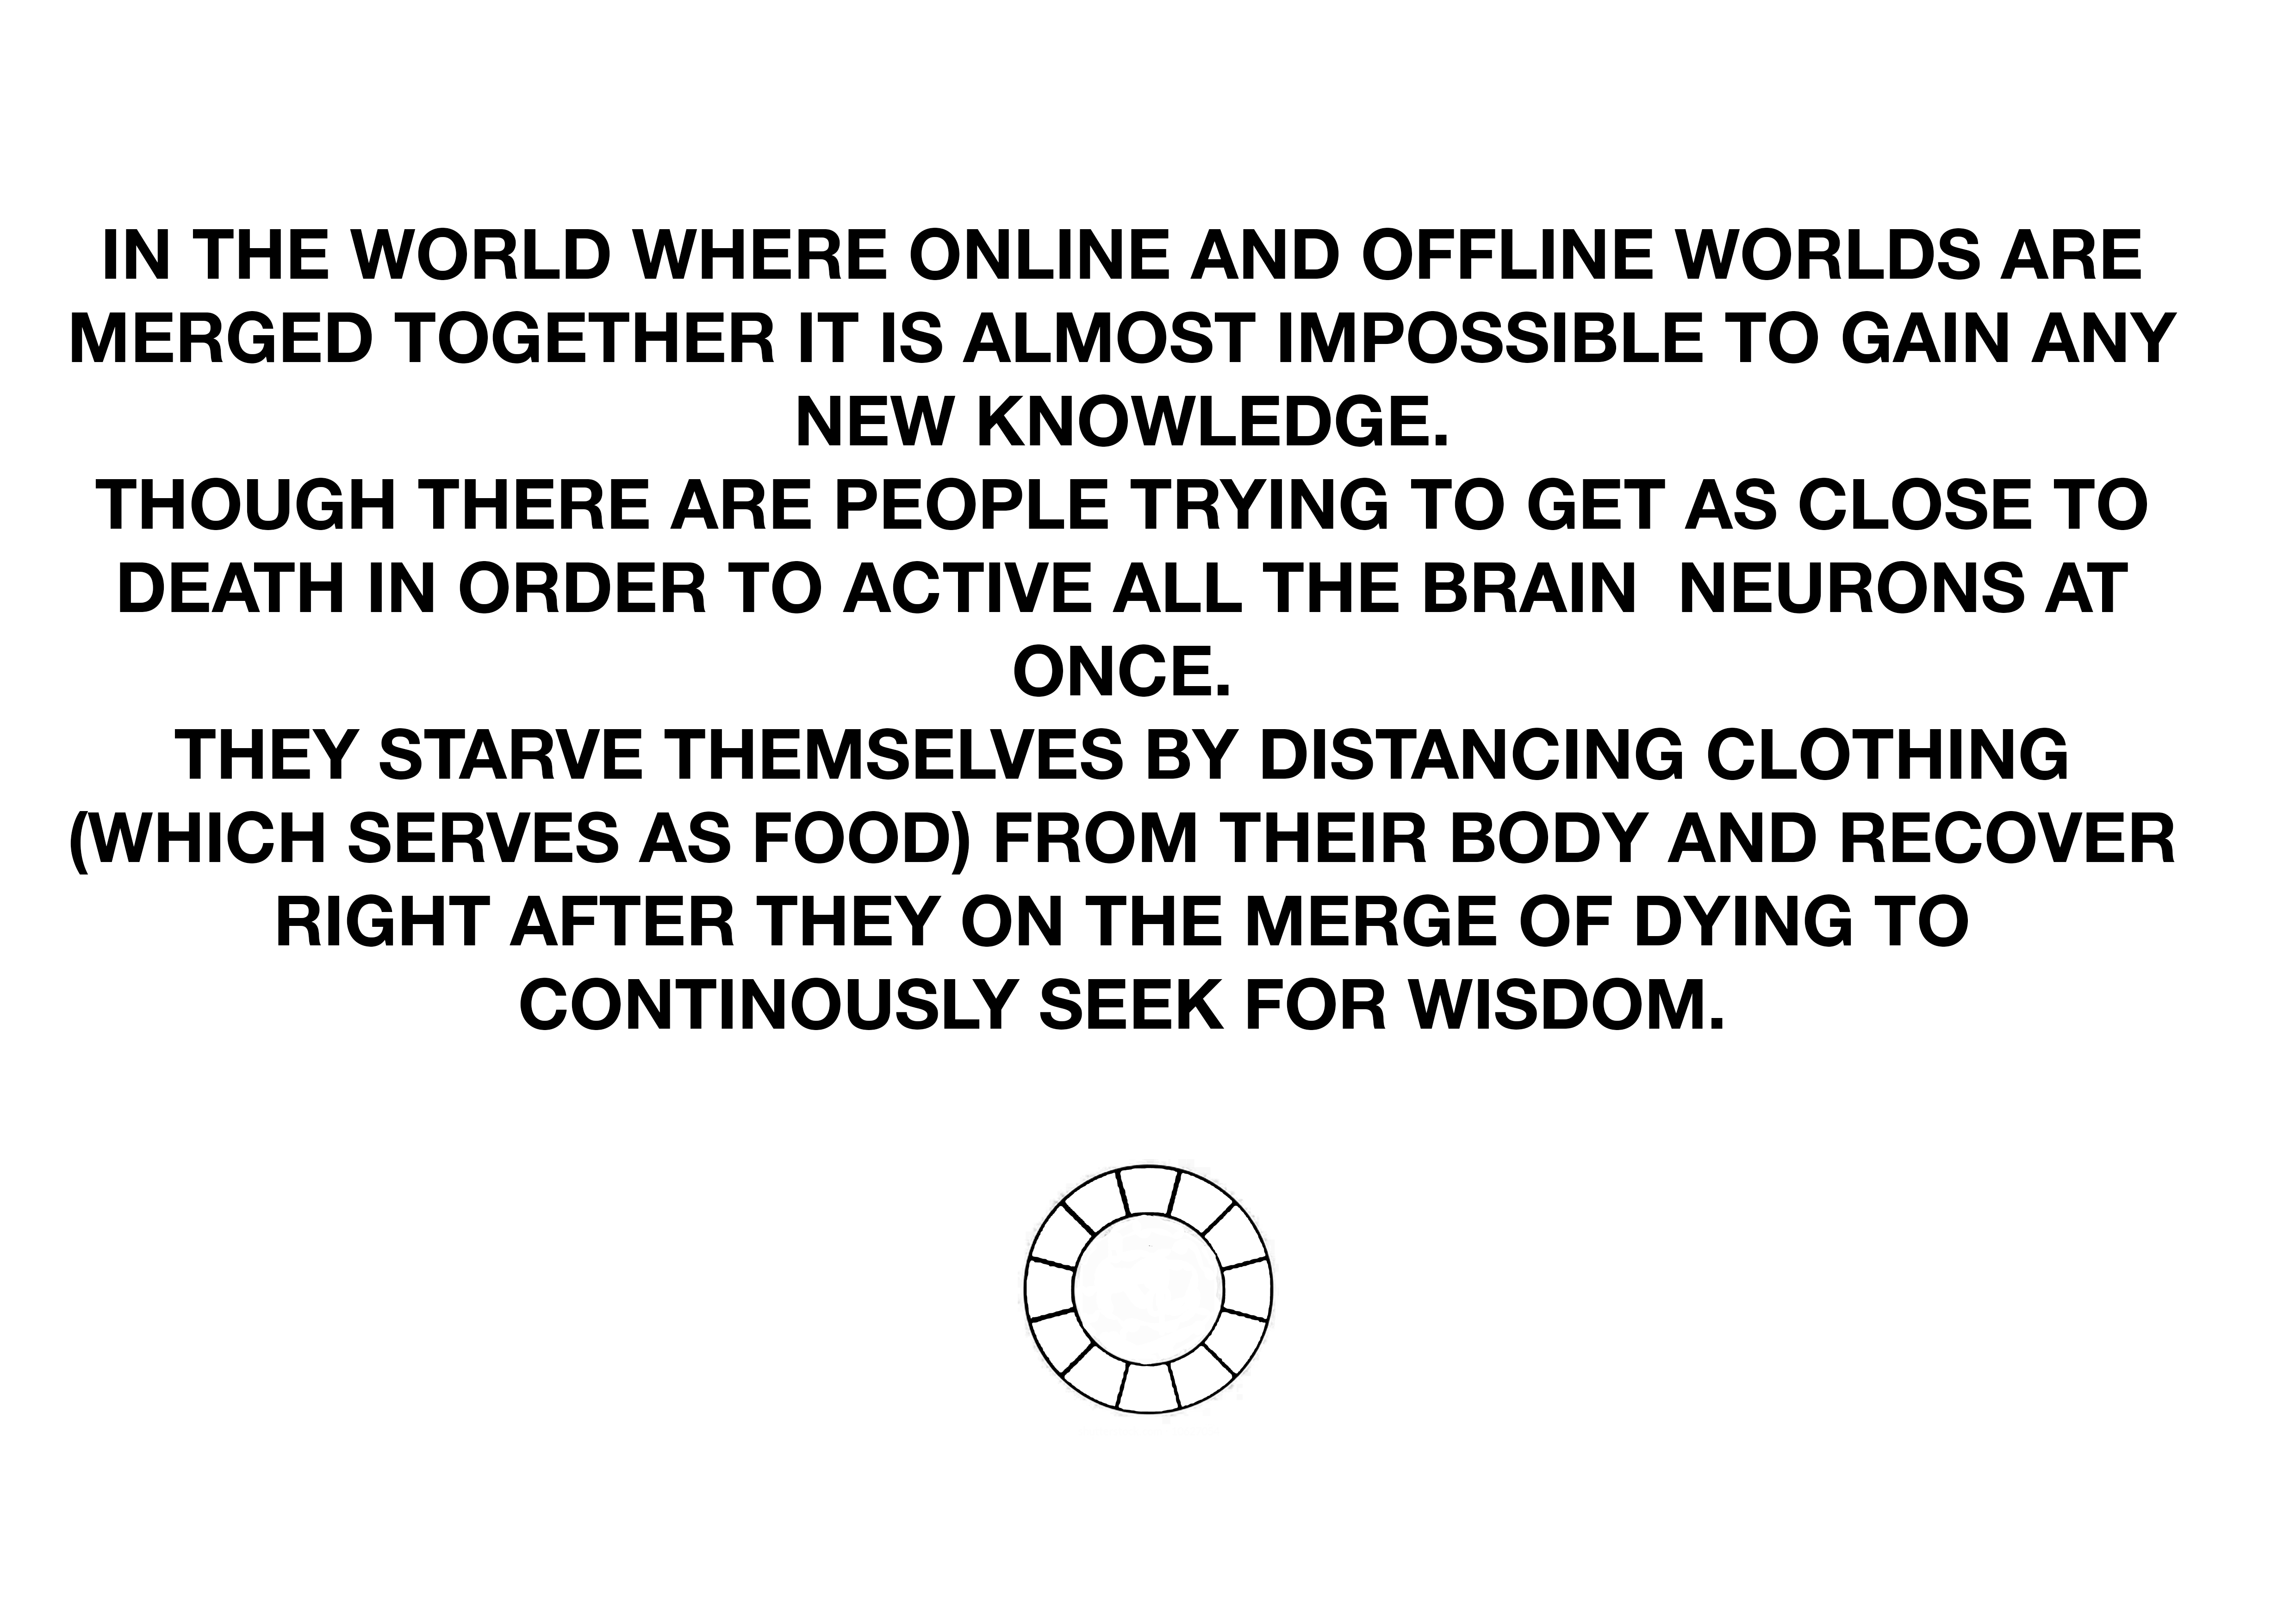 IN THE WORLD WHERE ONLINE AND OFFLINE WORLDS ARE
MERGED TOGETHER IT IS ALMOST IMPOSSIBLE TO GAIN ANY
NEW KNOWLEDGE.
THOUGH THERE ARE PEOPLE TRYING TO GET AS CLOSE TO
DEATH IN ORDER TO ACTIVE ALL THE BRAIN  NEURONS AT
ONCE.
THEY STARVE THEMSELVES BY DISTANCING CLOTHING
(WHICH SERVES AS FOOD) FROM THEIR BODY AND RECOVER
RIGHT AFTER THEY ON THE MERGE OF DYING TO
CONTINOUSLY SEEK FOR WISDOM.